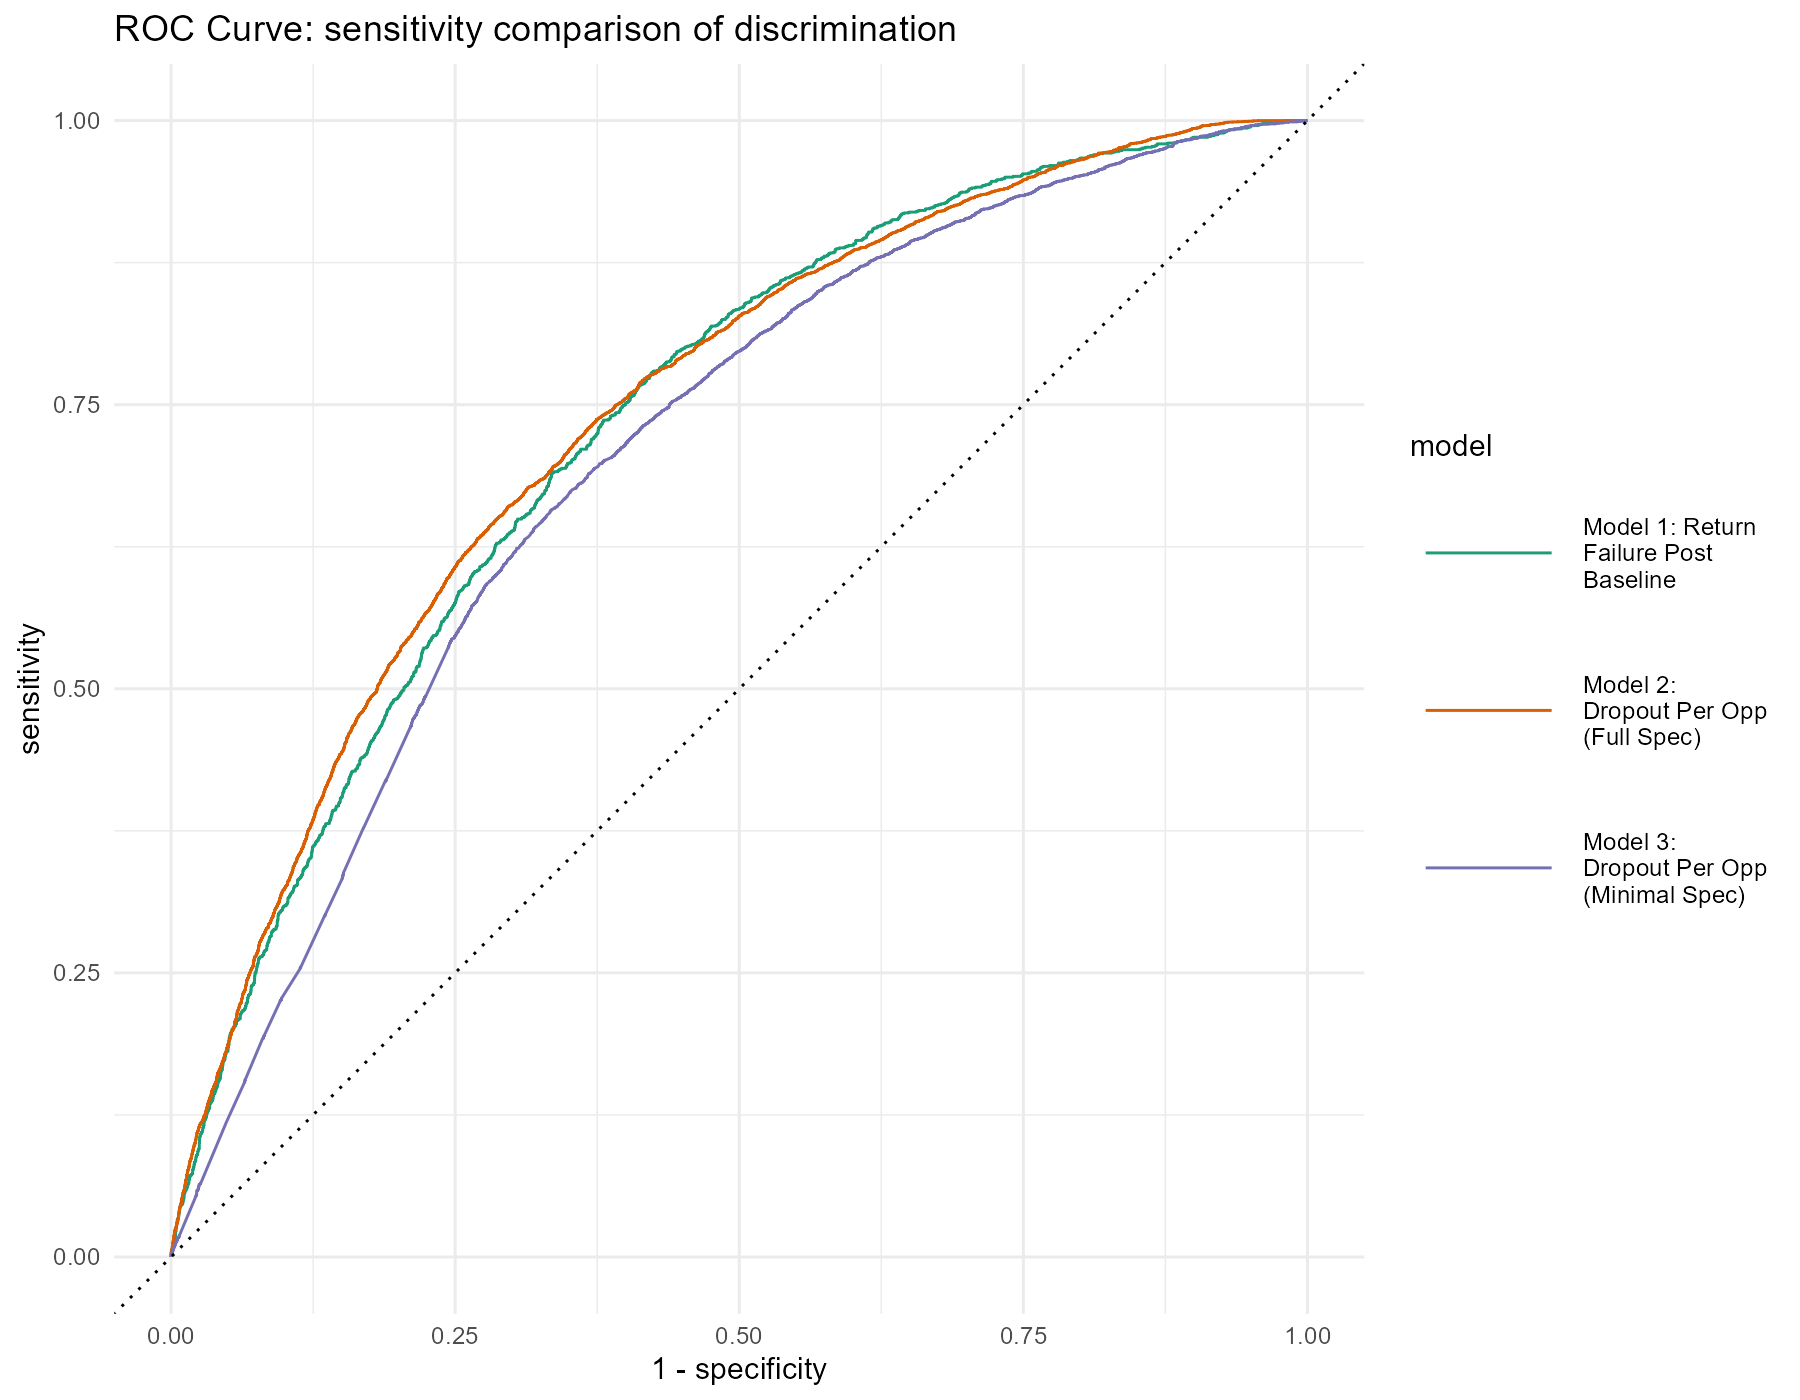 ROC Curve: sensitivity comparison of discrimination
1.00
0.75
0.50
0.25
0.00
sensitivity
0.00
0.25
0.50
0.75
1.00
1 - specificity
model
Model 1: Return
Failure Post
Baseline
Model 2:
Dropout Per Opp
(Full Spec)
Model 3:
Dropout Per Opp
(Minimal Spec)